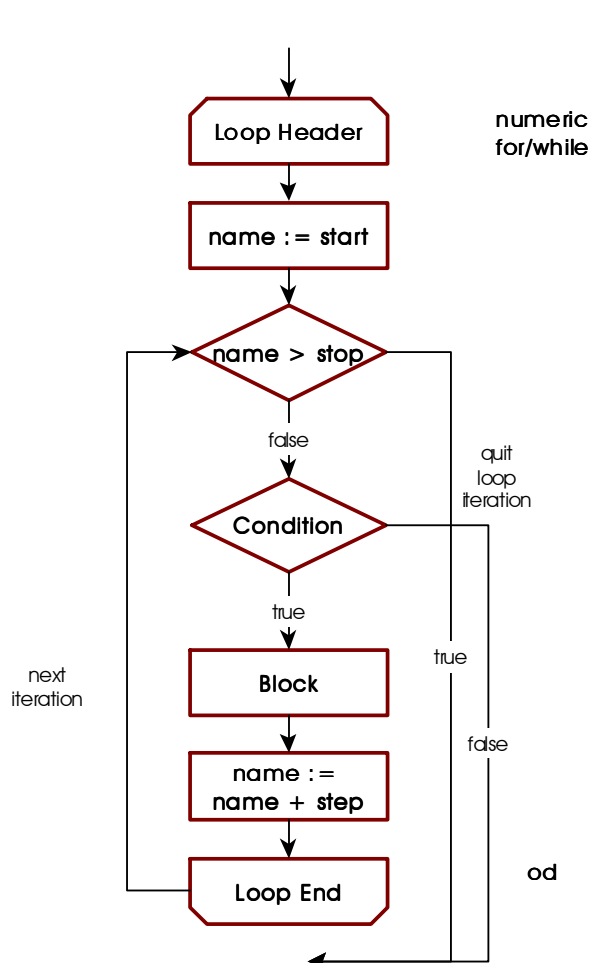 Loop Header
numeric
for/while
name := start
name > stop
false
quit
loop
iteration
Condition
true
true
next
iteration
Block
false
name :=
name + step
Loop End
od